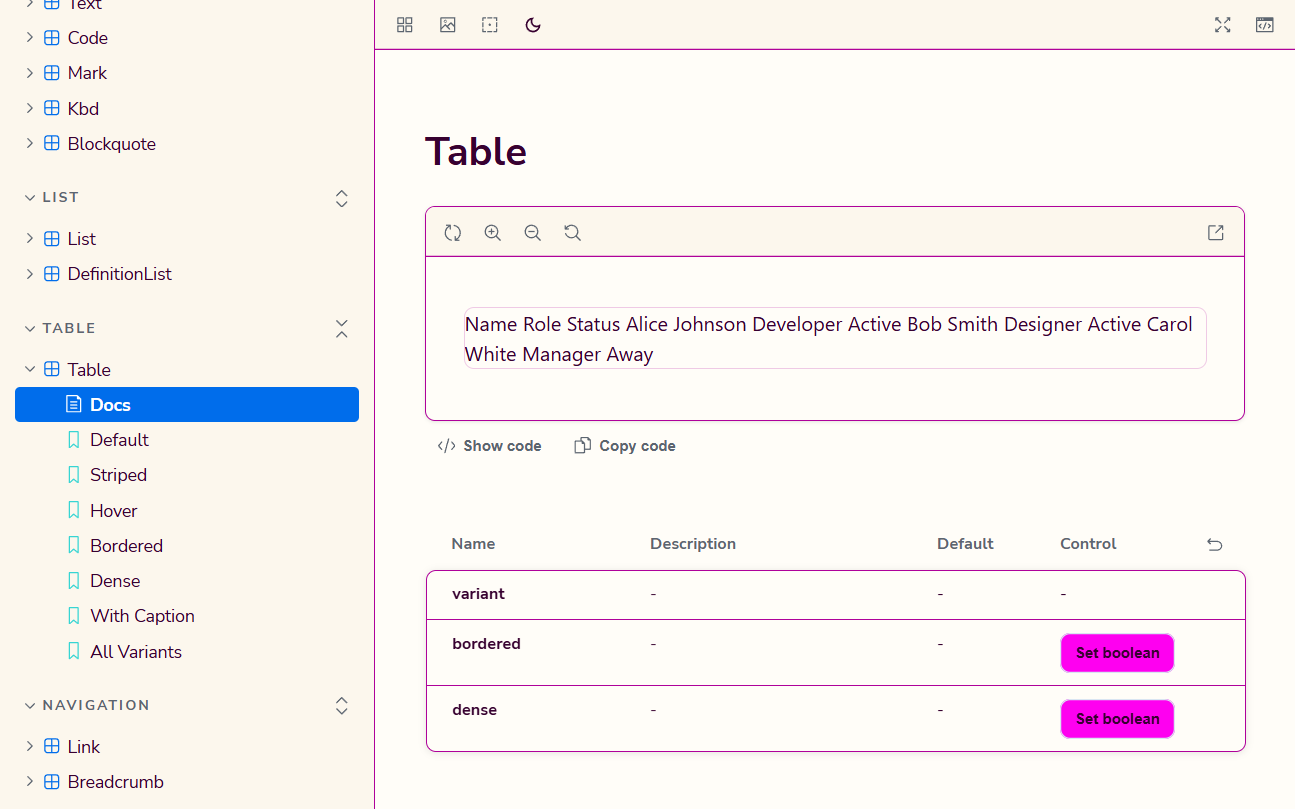 Text
Code
Mark
Kbd
Blockquote
LIST
List
DefinitionList
TABLE
Table
Docs
Default
Striped
Hover
Bordered
Dense
With Caption
All Variants
NAVIGATION
Link
Breadcrumb
Table
Name Role Status Alice Johnson Developer Active Bob Smith Designer Active Carol
White Manager Away
Show code Copy code
Name Description Default Control
variant - - -
bordered - - Set boolean
dense - - Set boolean